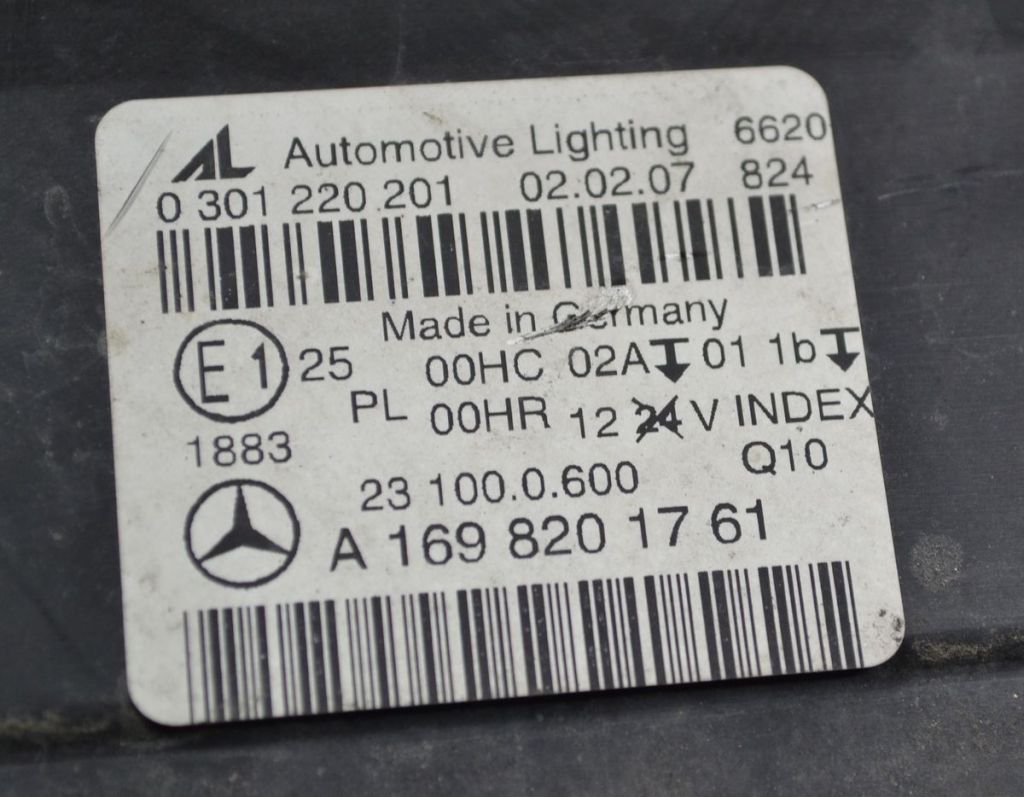 AL Automotive Lighting 6620
0 301 220 201 02.02.07 824
Made in Germany
E1 25 00HC 02A 01 1b
PL 00HR 12 24 V INDEX
1883 Q10
23 100.0.600
A 169 820 17 61